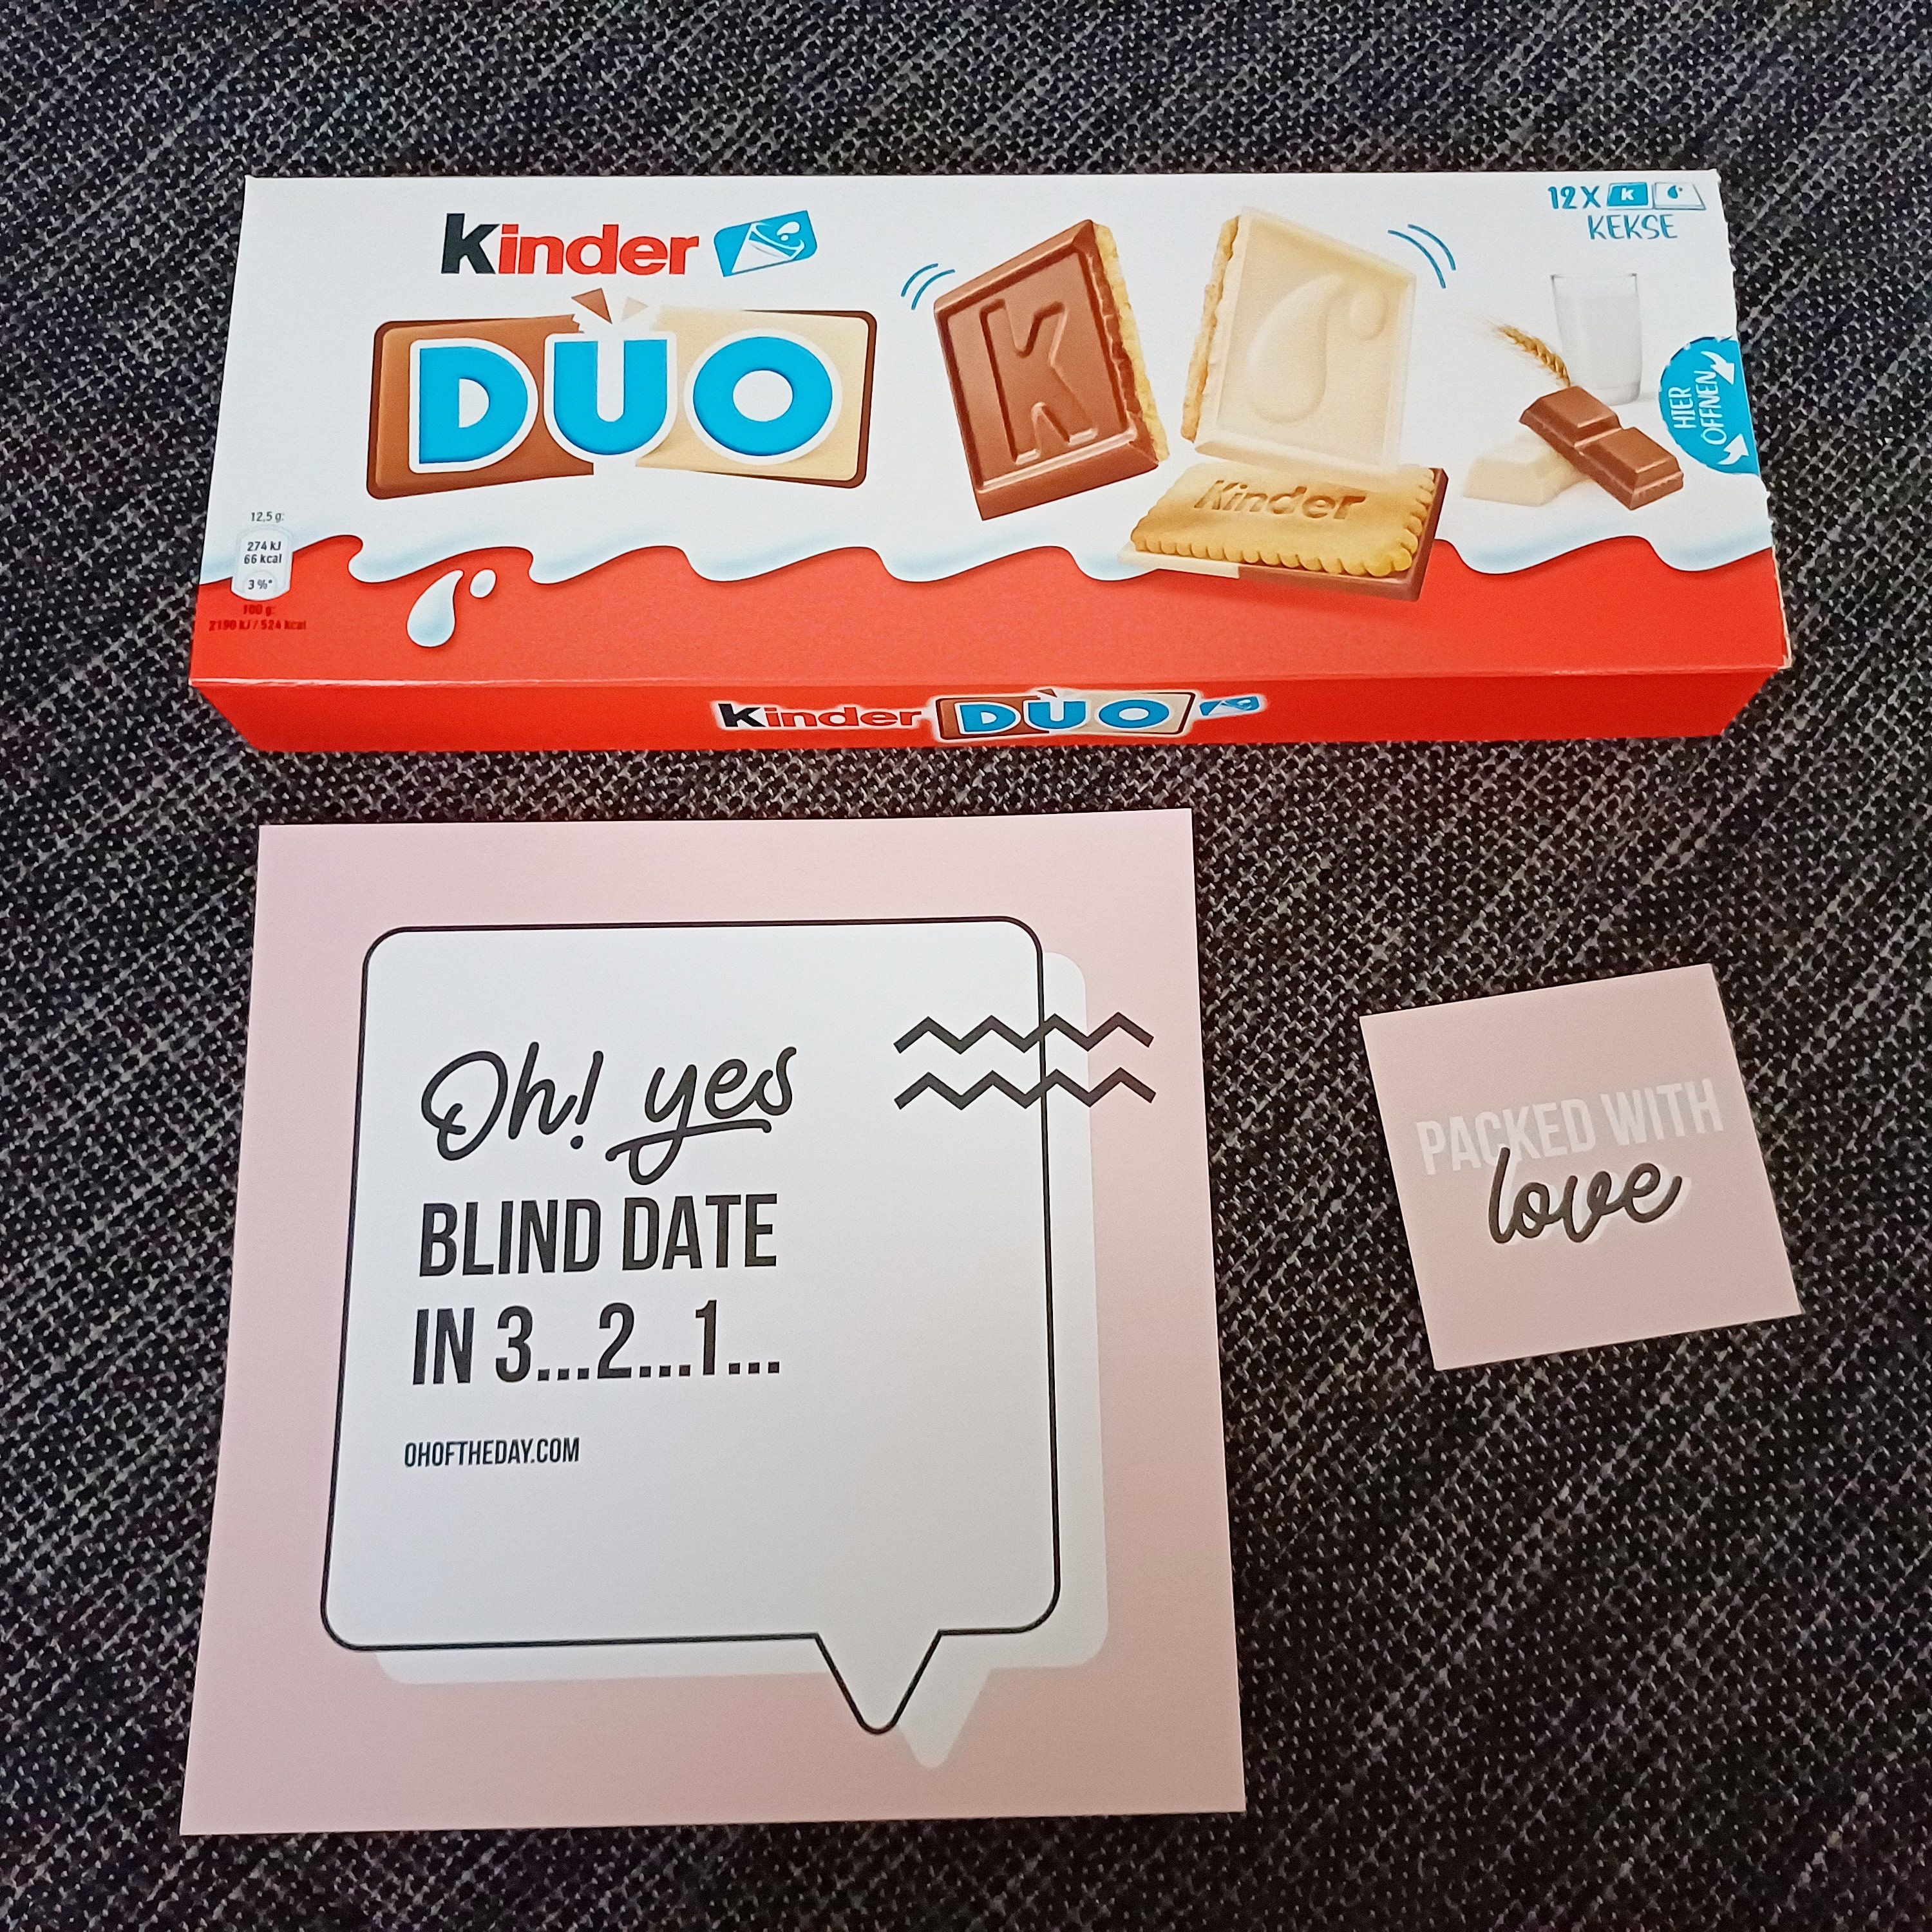 kinder
DUO
12X K
KEKSE
K
Kinder
HIER
ÖFFNEN
12,5 g:
274 kJ
66 kcal
3 %*
100 g:
2190 kJ / 524 kcal
kinder DUO
Oh! yes
BLIND DATE
IN 3...2...1...
OHOFTHEDAY.COM
PACKED WITH
love